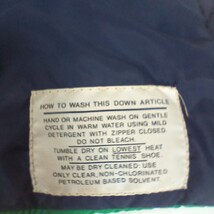 HOW TO WASH THIS DOWN ARTICLE
HAND OR MACHINE WASH ON GENTLE
CYCLE IN WARM WATER USING MILD
DETERGENT WITH ZIPPER CLOSED.
DO NOT BLEACH.
TUMBLE DRY ON LOWEST HEAT
WITH A CLEAN TENNIS SHOE.
MAY BE DRY CLEANED: USE
ONLY CLEAR, NON-CHLORINATED
PETROLEUM BASED SOLVENT